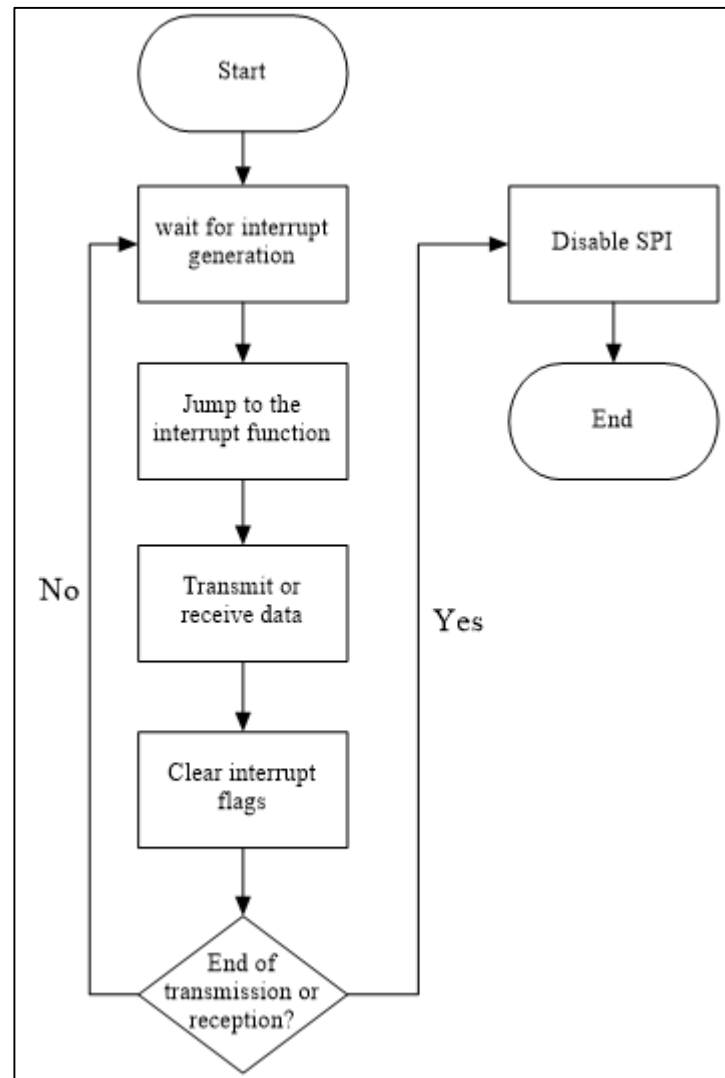 Start
wait for interrupt
generation
Jump to the
interrupt function
Transmit or
receive data
Clear interrupt
flags
End of
transmission or
reception?
No
Yes
Disable SPI
End